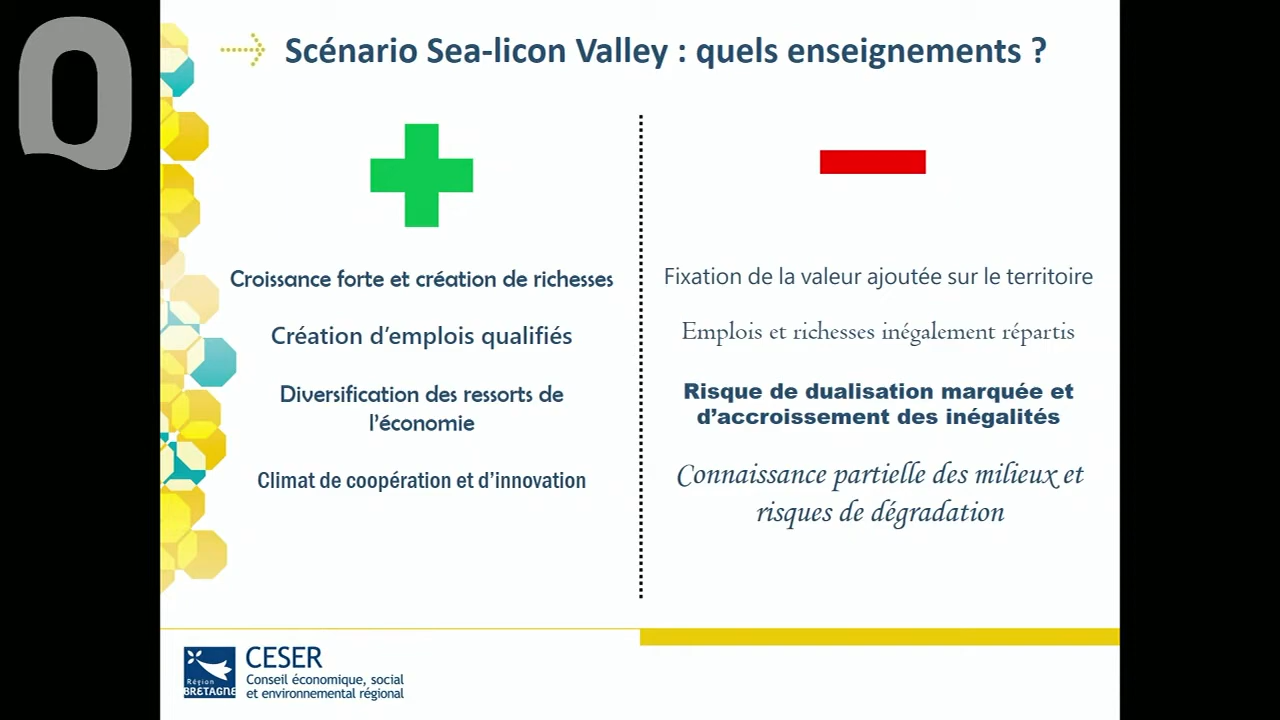 Scénario Sea-licon Valley : quels enseignements ?
Croissance forte et création de richesses
Création d’emplois qualifiés
Diversification des ressorts de
l’économie
Climat de coopération et d’innovation
Fixation de la valeur ajoutée sur le territoire
Emplois et richesses inégalement répartis
Risque de dualisation marquée et
d’accroissement des inégalités
Connaissance partielle des milieux et
risques de dégradation
Région
BRETAGNE
CESER
Conseil économique, social
et environnemental régional